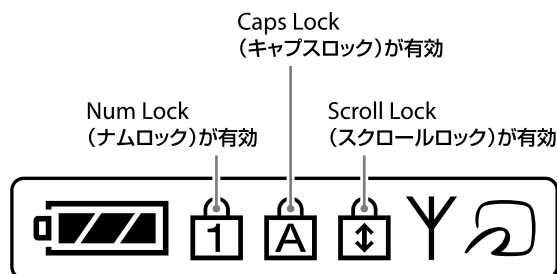 Caps Lock
（キャプスロック）が有効
Num Lock
（ナムロック）が有効
Scroll Lock
（スクロールロック）が有効
1
A